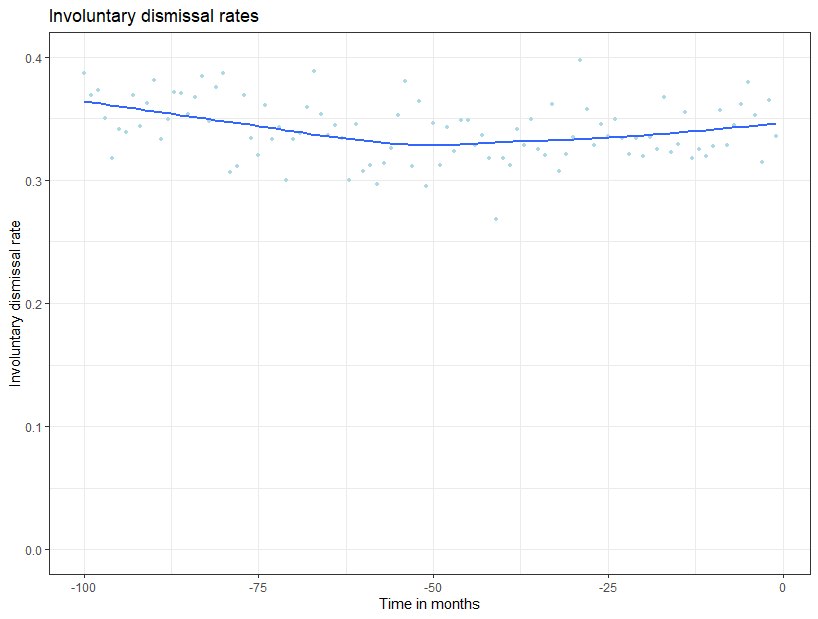 Involuntary dismissal rates
Involuntary dismissal rate
0.4
0.3
0.2
0.1
0.0
-100 -75 -50 -25 0
Time in months